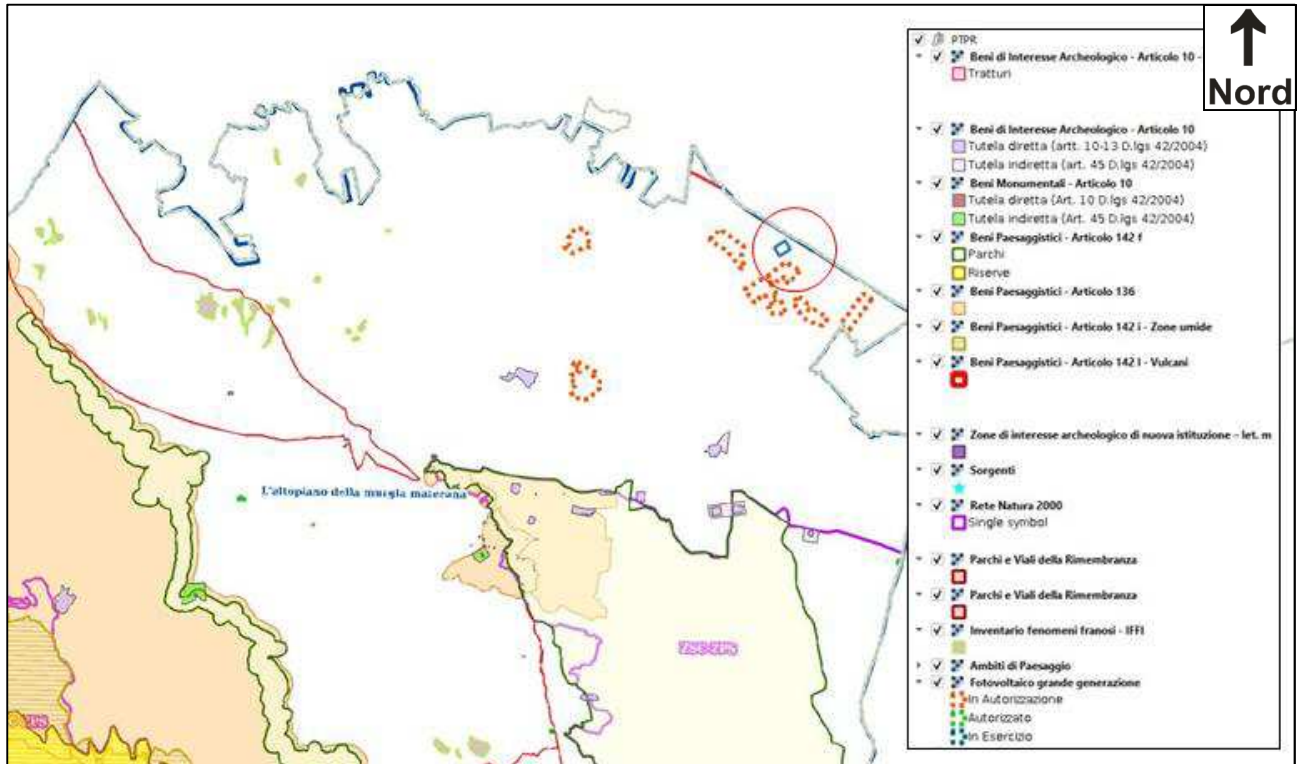 Nord
PTPR
Beni di Interesse Archeologico - Articolo 10 -
Tratturi
Beni di Interesse Archeologico - Articolo 10
Tutela diretta (artt. 10-13 D.lgs 42/2004)
Tutela indiretta (art. 45 D.lgs 42/2004)
Beni Monumentali - Articolo 10
Tutela diretta (Art. 10 D.lgs 42/2004)
Tutela indiretta (Art. 45 D.lgs 42/2004)
Beni Paesaggistici - Articolo 142 f
Parchi
Riserve
Beni Paesaggistici - Articolo 136
Beni Paesaggistici - Articolo 142 i - Zone umide
Beni Paesaggistici - Articolo 142 l - Vulcani
Zone di interesse archeologico di nuova istituzione - let. m
Sorgenti
Rete Natura 2000
Single symbol
Parchi e Viali della Rimembranza
Parchi e Viali della Rimembranza
Inventario fenomeni franosi - IFFI
Ambiti di Paesaggio
Fotovoltaico grande generazione
In Autorizzazione
Autorizzato
In Esercizio
L'altopiano della murgia materana
ZSC-ZPS